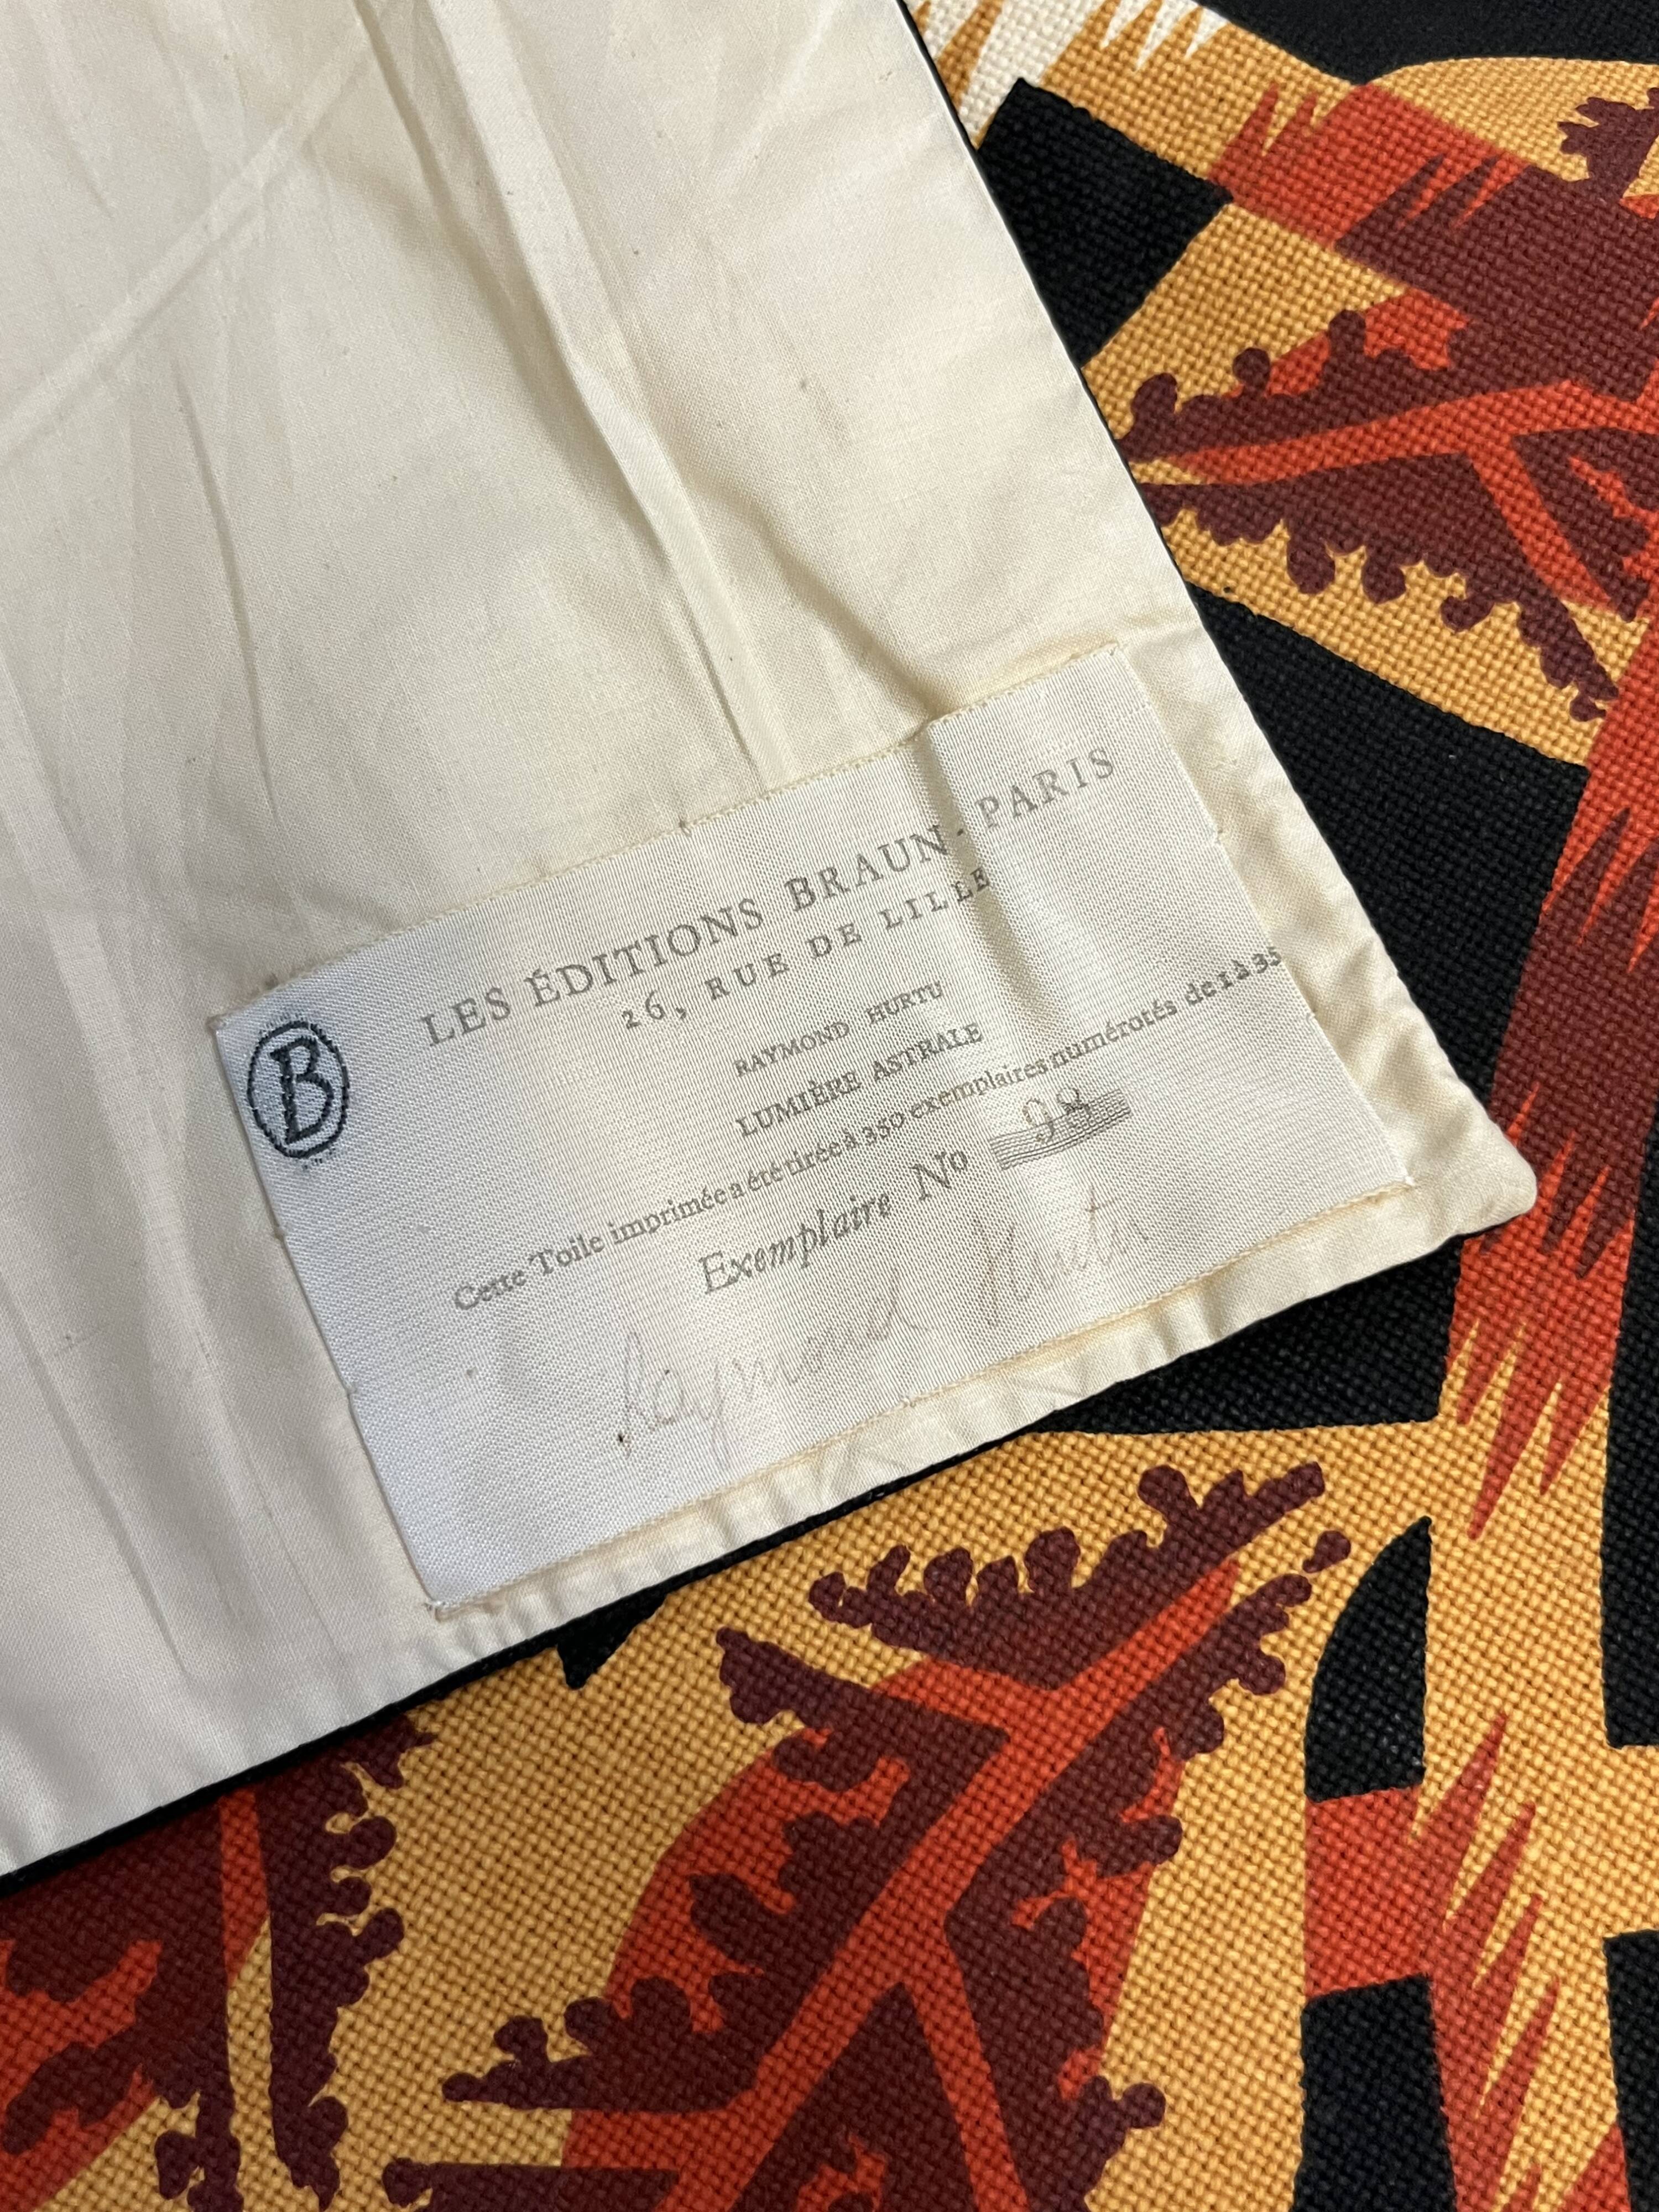 B
LES ÉDITIONS BRAUN - PARIS
26, RUE DE LILLE
RAYMOND HURTU
LUMIÈRE ASTRALE
Cette Toile imprimée a été tirée à 350 exemplaires numérotés de 1 à 35
Exemplaire No 98
Raymond Hurtu